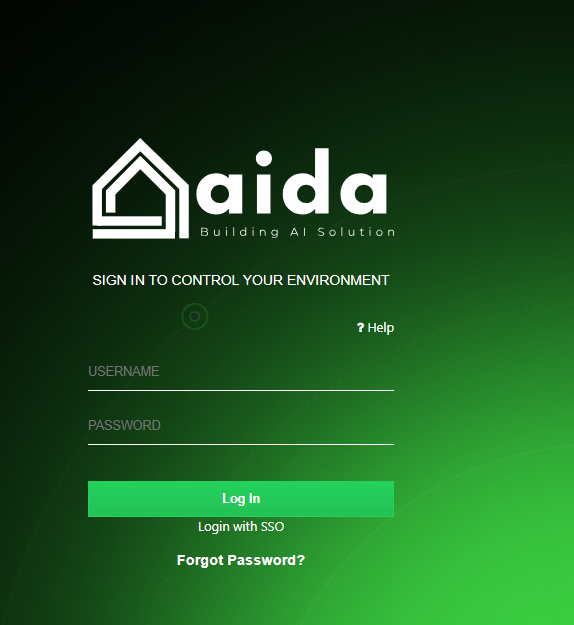 aida
Building AI Solution
SIGN IN TO CONTROL YOUR ENVIRONMENT
? Help
USERNAME
PASSWORD
Log In
Login with SSO
Forgot Password?